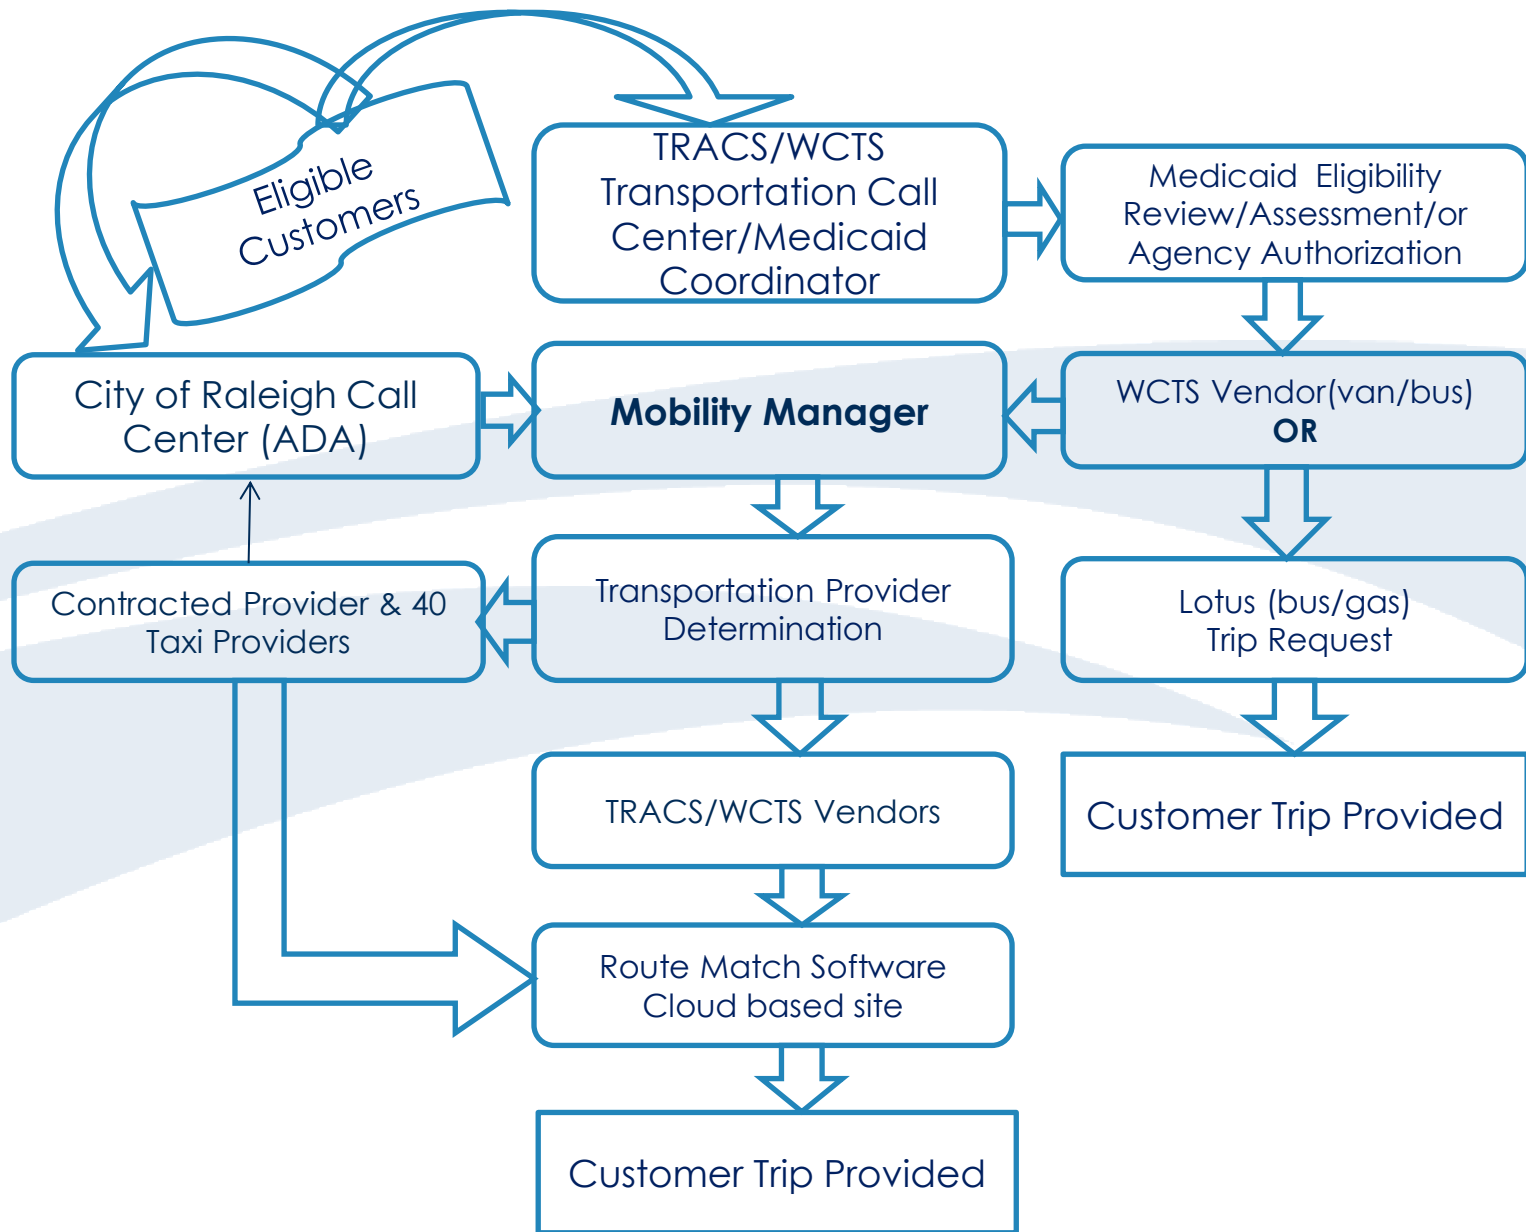 Eligible
Customers
TRACS/WCTS
Transportation Call
Center/Medicaid
Coordinator
Medicaid  Eligibility
Review/Assessment/or
Agency Authorization
City of Raleigh Call
Center (ADA)
Mobility Manager
WCTS Vendor(van/bus)
OR
Contracted Provider & 40
Taxi Providers
Transportation Provider
Determination
Lotus (bus/gas)
Trip Request
TRACS/WCTS Vendors
Customer Trip Provided
Route Match Software
Cloud based site
Customer Trip Provided